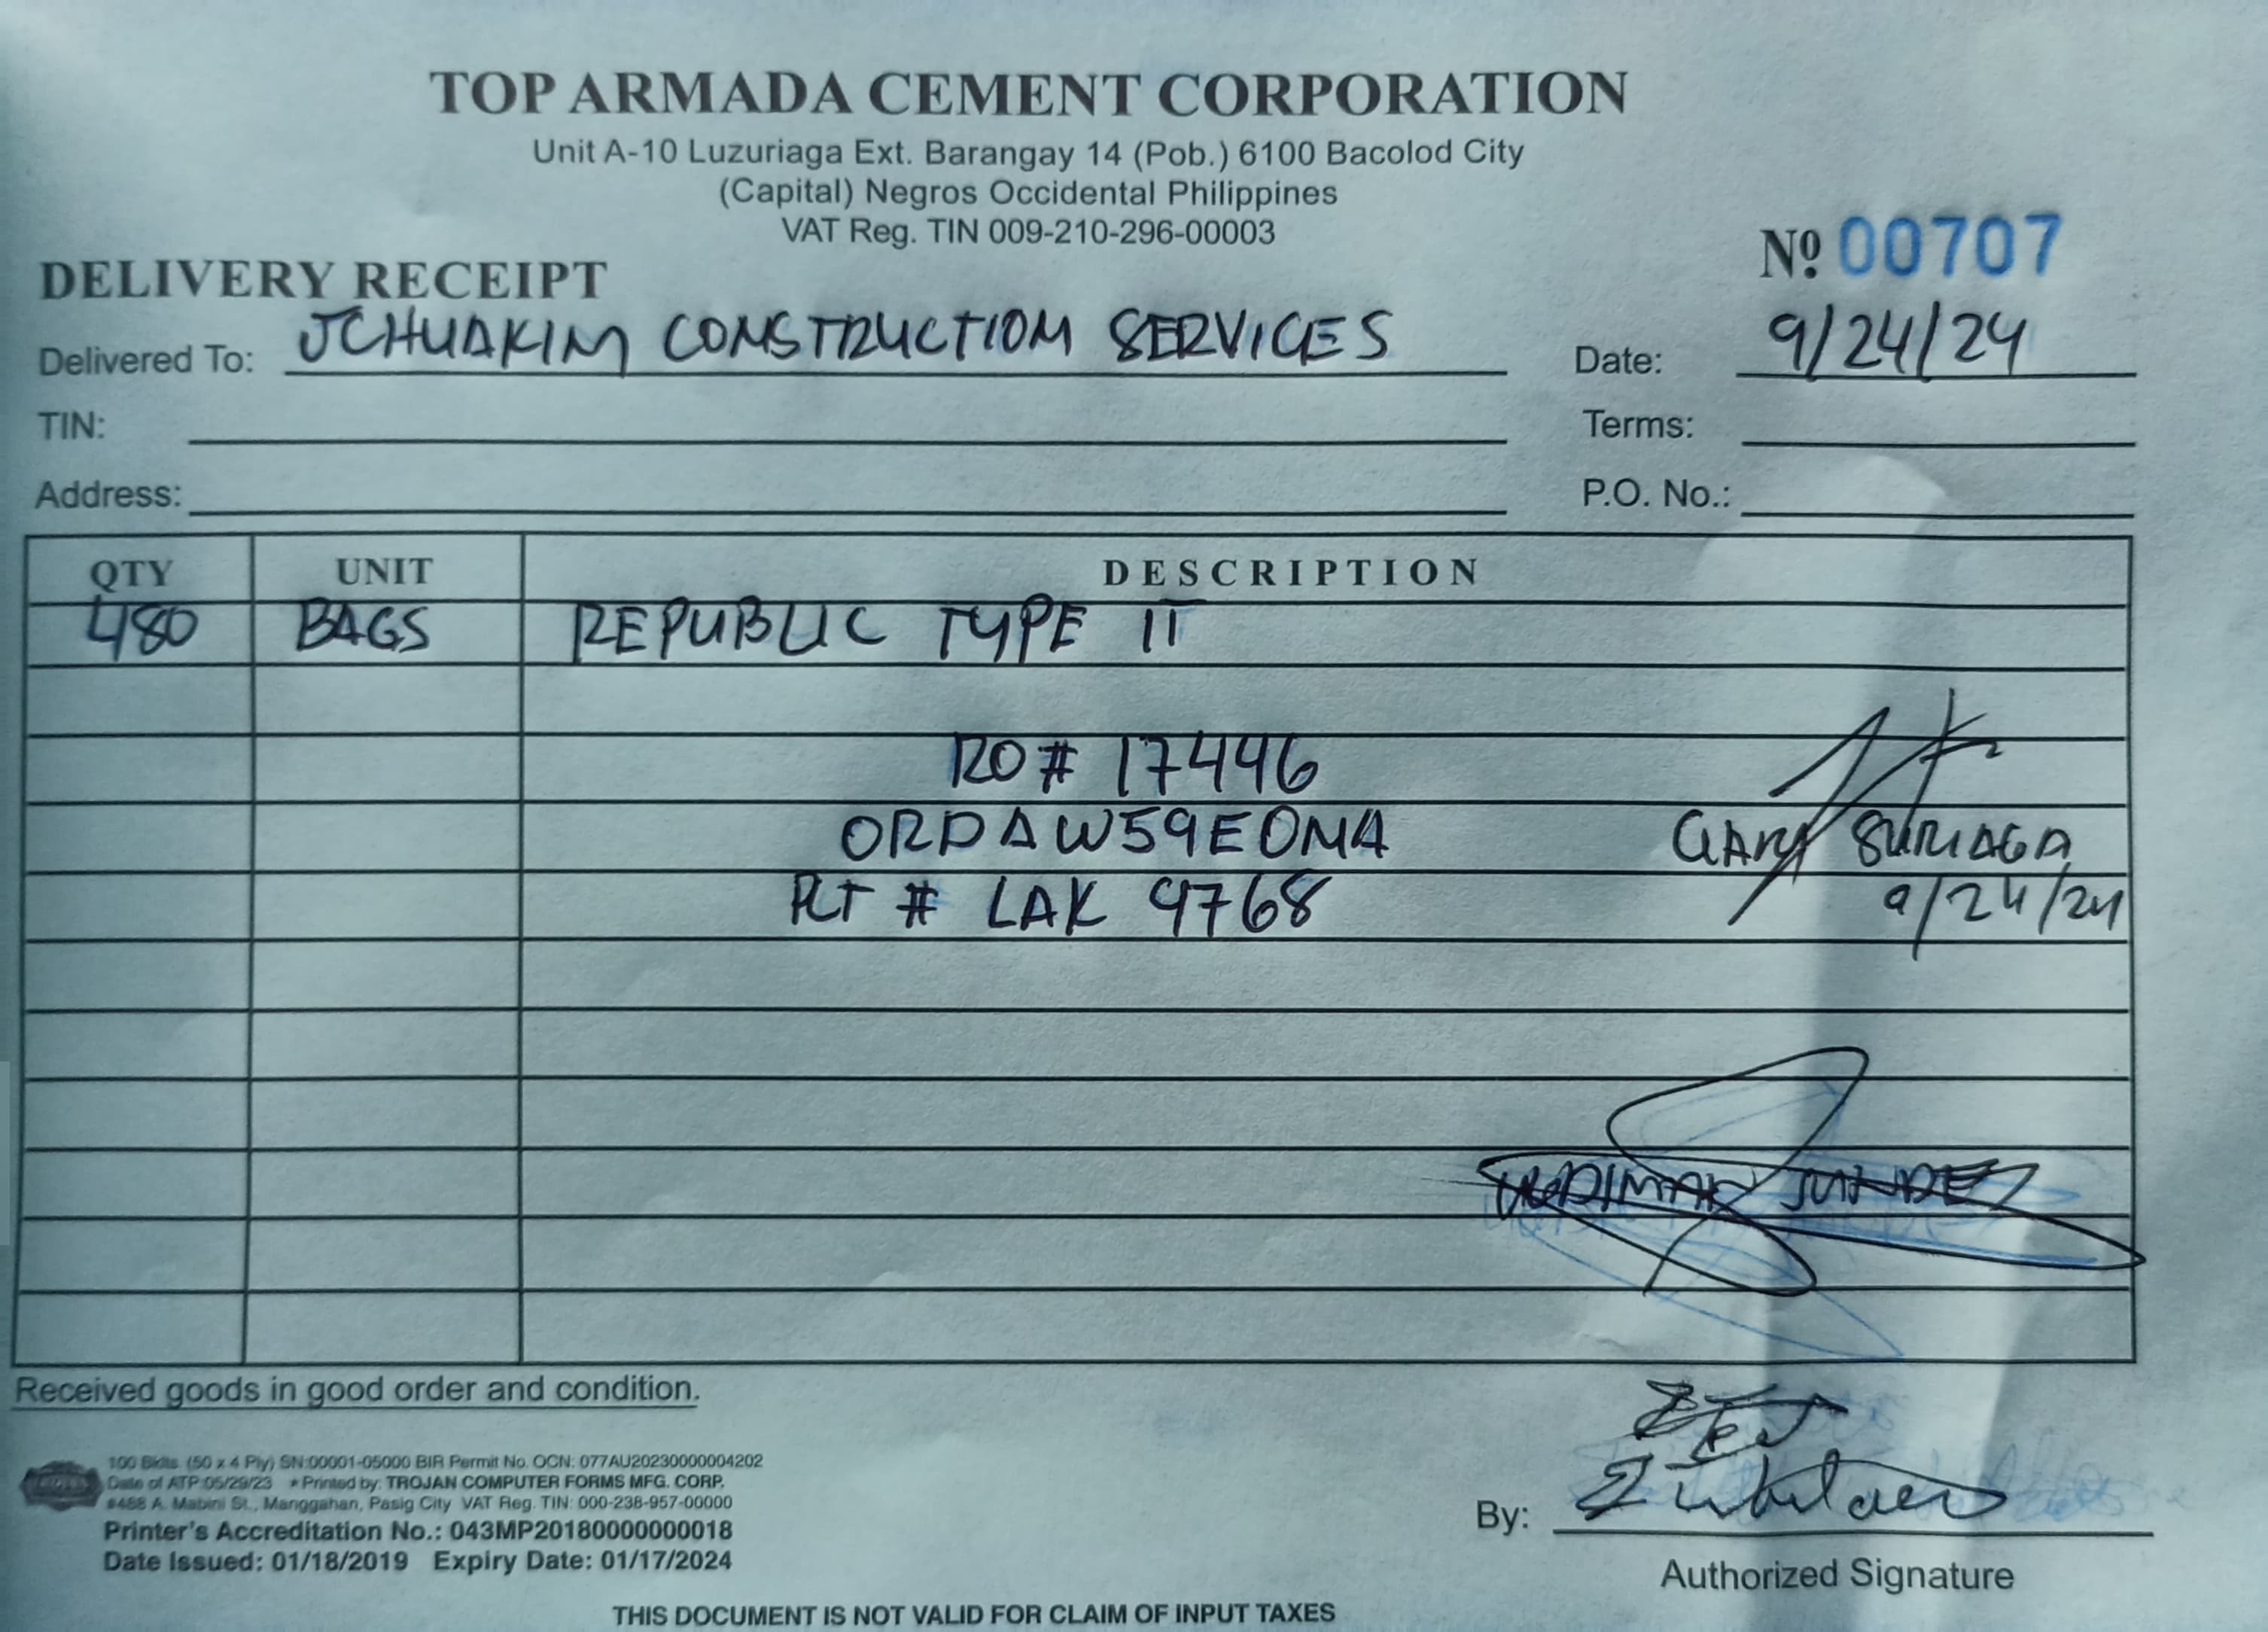 TOP ARMADA CEMENT CORPORATION
Unit A-10 Luzuriaga Ext. Barangay 14 (Pob.) 6100 Bacolod City
(Capital) Negros Occidental Philippines
VAT Reg. TIN 009-210-296-00003
Nº 00707
DELIVERY RECEIPT
Delivered To: JCHUAKIM CONSTRUCTION SERVICES
Date: 9/24/24
TIN:
Terms:
Address:
P.O. No.:
QTY UNIT DESCRIPTION
480 BAGS REPUBLIC TYPE IT
RO# 17446
ORDAW59EOMA
GARY SURIAGA
PLT # LAK 9768
9/24/24
Received goods in good order and condition.
100 Bklts. (50 x 4 Ply) SN:00001-05000 BIR Permit No. OCN: 077AU20230000004202
Date of ATP:05/29/23 * Printed by: TROJAN COMPUTER FORMS MFG. CORP.
#468 A. Mabini St., Manggahan, Pasig City VAT Reg. TIN: 000-238-957-00000
Printer's Accreditation No.: 043MP20180000000018
Date Issued: 01/18/2019 Expiry Date: 01/17/2024
By:
Authorized Signature
THIS DOCUMENT IS NOT VALID FOR CLAIM OF INPUT TAXES